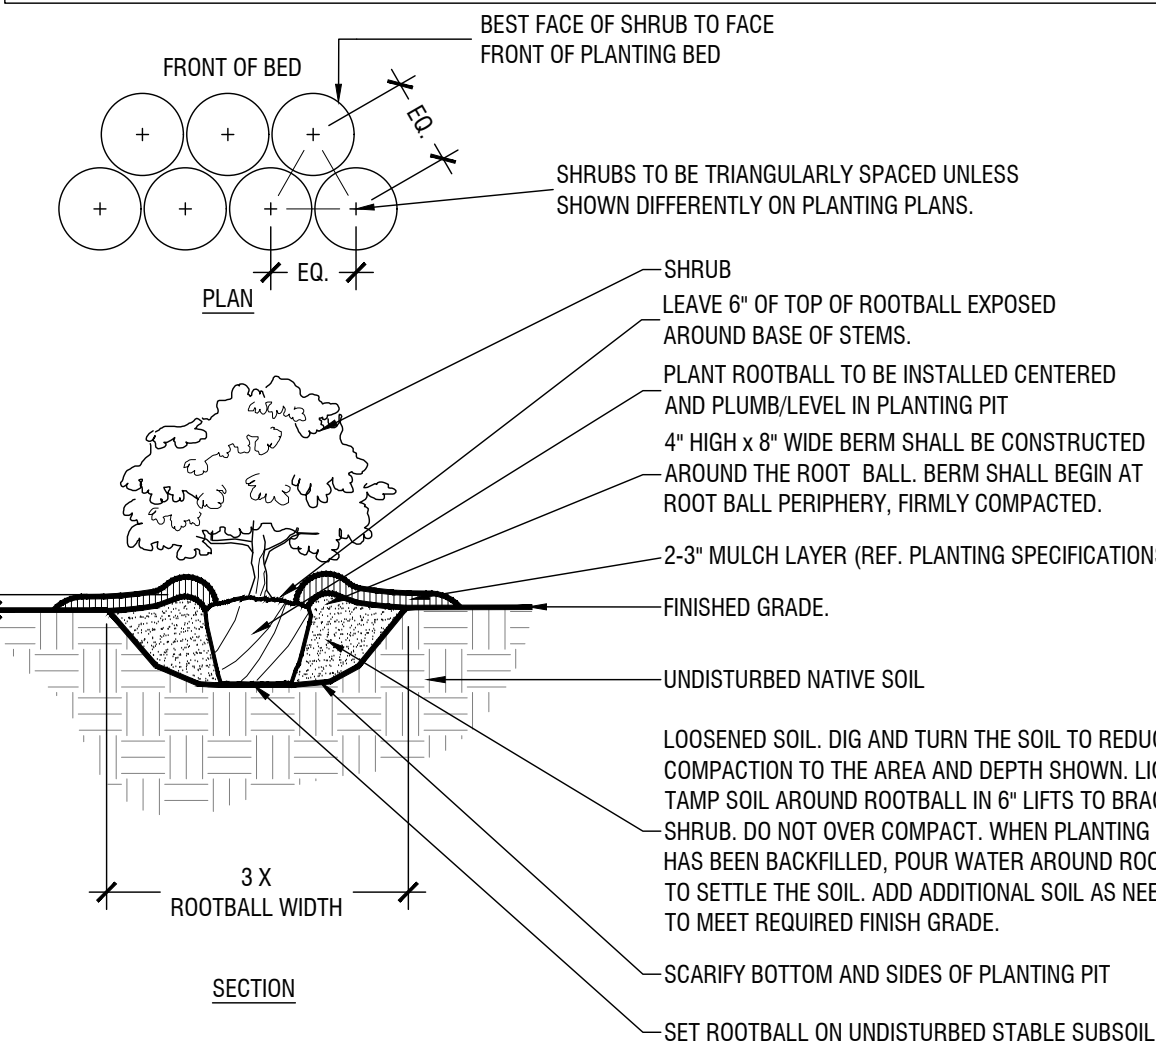 BEST FACE OF SHRUB TO FACE
FRONT OF PLANTING BED
FRONT OF BED
EQ.
SHRUBS TO BE TRIANGULARLY SPACED UNLESS
SHOWN DIFFERENTLY ON PLANTING PLANS.
EQ.
PLAN
SHRUB
LEAVE 6" OF TOP OF ROOTBALL EXPOSED
AROUND BASE OF STEMS.
PLANT ROOTBALL TO BE INSTALLED CENTERED
AND PLUMB/LEVEL IN PLANTING PIT
4" HIGH x 8" WIDE BERM SHALL BE CONSTRUCTED
AROUND THE ROOT BALL. BERM SHALL BEGIN AT
ROOT BALL PERIPHERY, FIRMLY COMPACTED.
2-3" MULCH LAYER (REF. PLANTING
FINISHED GRADE.
UNDISTURBED NATIVE SOIL
LOOSENED SOIL. DIG AND TURN THE SOIL TO
COMPACTION TO THE AREA AND DEPTH SHOWN.
TAMP SOIL AROUND ROOTBALL IN 6" LIFTS TO
SHRUB. DO NOT OVER COMPACT. WHEN PLANTING
HAS BEEN BACKFILLED, POUR WATER AROUND
TO SETTLE THE SOIL. ADD ADDITIONAL SOIL AS
TO MEET REQUIRED FINISH GRADE.
3 X
ROOTBALL WIDTH
SCARIFY BOTTOM AND SIDES OF PLANTING PIT
SECTION
SET ROOTBALL ON UNDISTURBED STABLE SUBSOIL